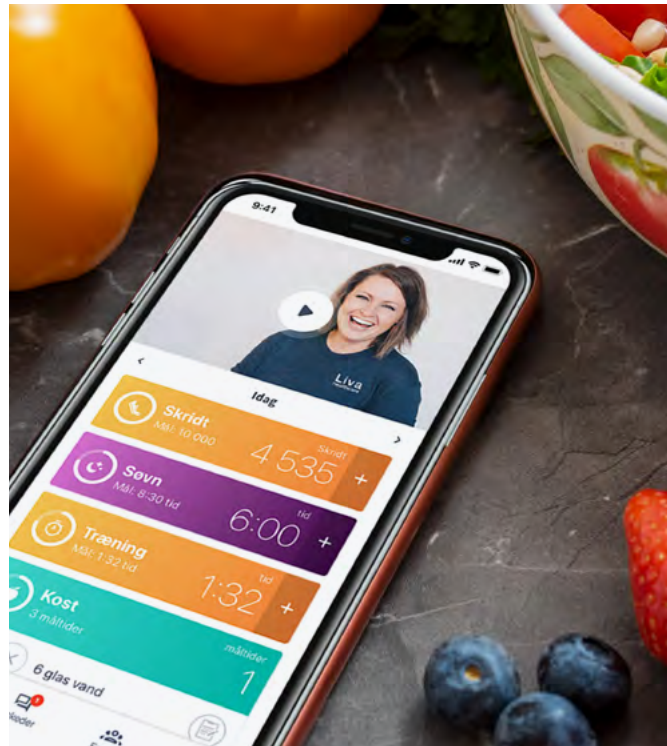 9:41
Liva
healthcare
Idag
Skridt
Mål: 10 000
Skridt
4 535
+
Søvn
Mål: 8:30 tid
tid
6:00
+
Træning
Mål: 1:32 tid
tid
1:32
+
Kost
3 måltider
måltider
1
6 glas vand